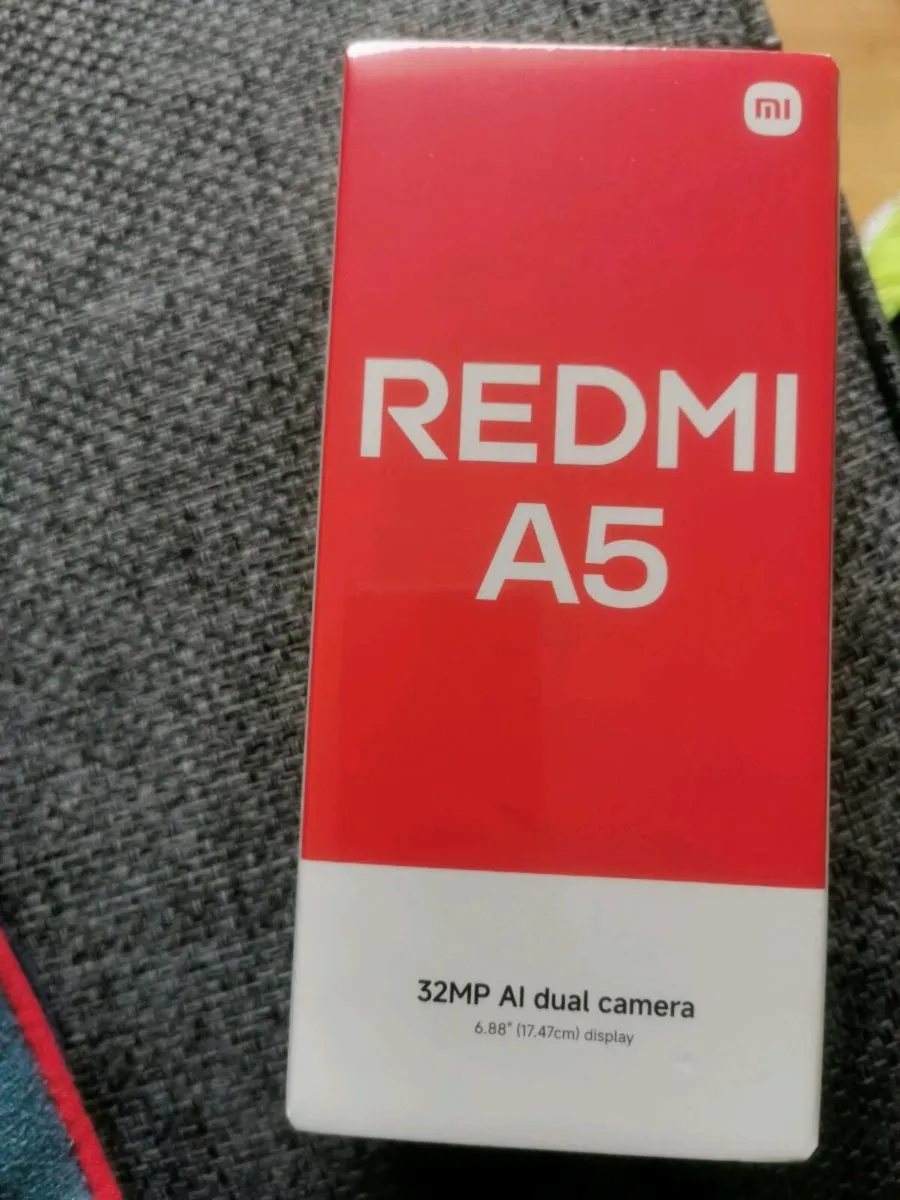 mi
REDMI
A5
32MP AI dual camera
6.88" (17.47cm) display